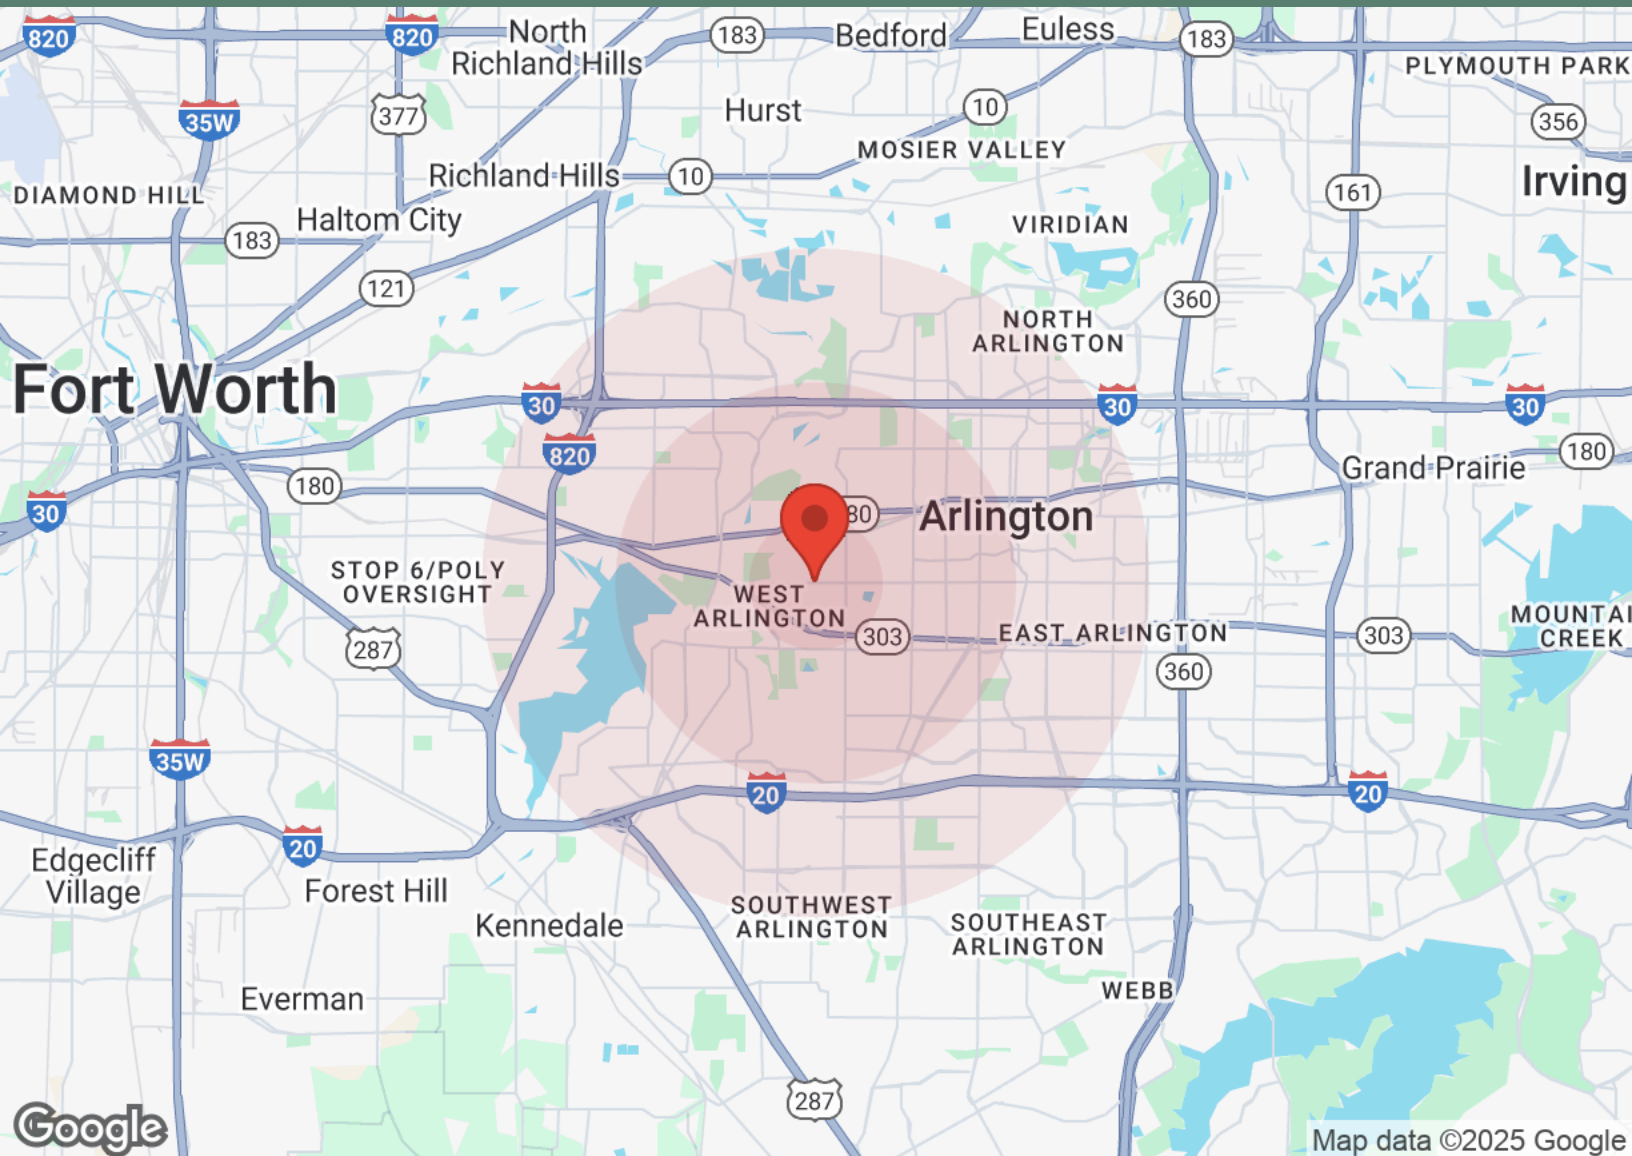 820
820
North
Richland Hills
183
Bedford
Euless
183
PLYMOUTH PARK
35W
377
Hurst
10
356
MOSIER VALLEY
DIAMOND HILL
Richland Hills
10
161
Irving
Haltom City
183
VIRIDIAN
121
360
NORTH
ARLINGTON
Fort Worth
30
30
30
820
180
Grand Prairie
180
30
80
Arlington
STOP 6/POLY
OVERSIGHT
WEST
ARLINGTON
303
EAST ARLINGTON
303
MOUNTAI
CREEK
287
360
35W
20
20
20
Edgecliff
Village
Forest Hill
Kennedale
SOUTHWEST
ARLINGTON
SOUTHEAST
ARLINGTON
Everman
WEBB
287
Google
Map data ©2025 Google